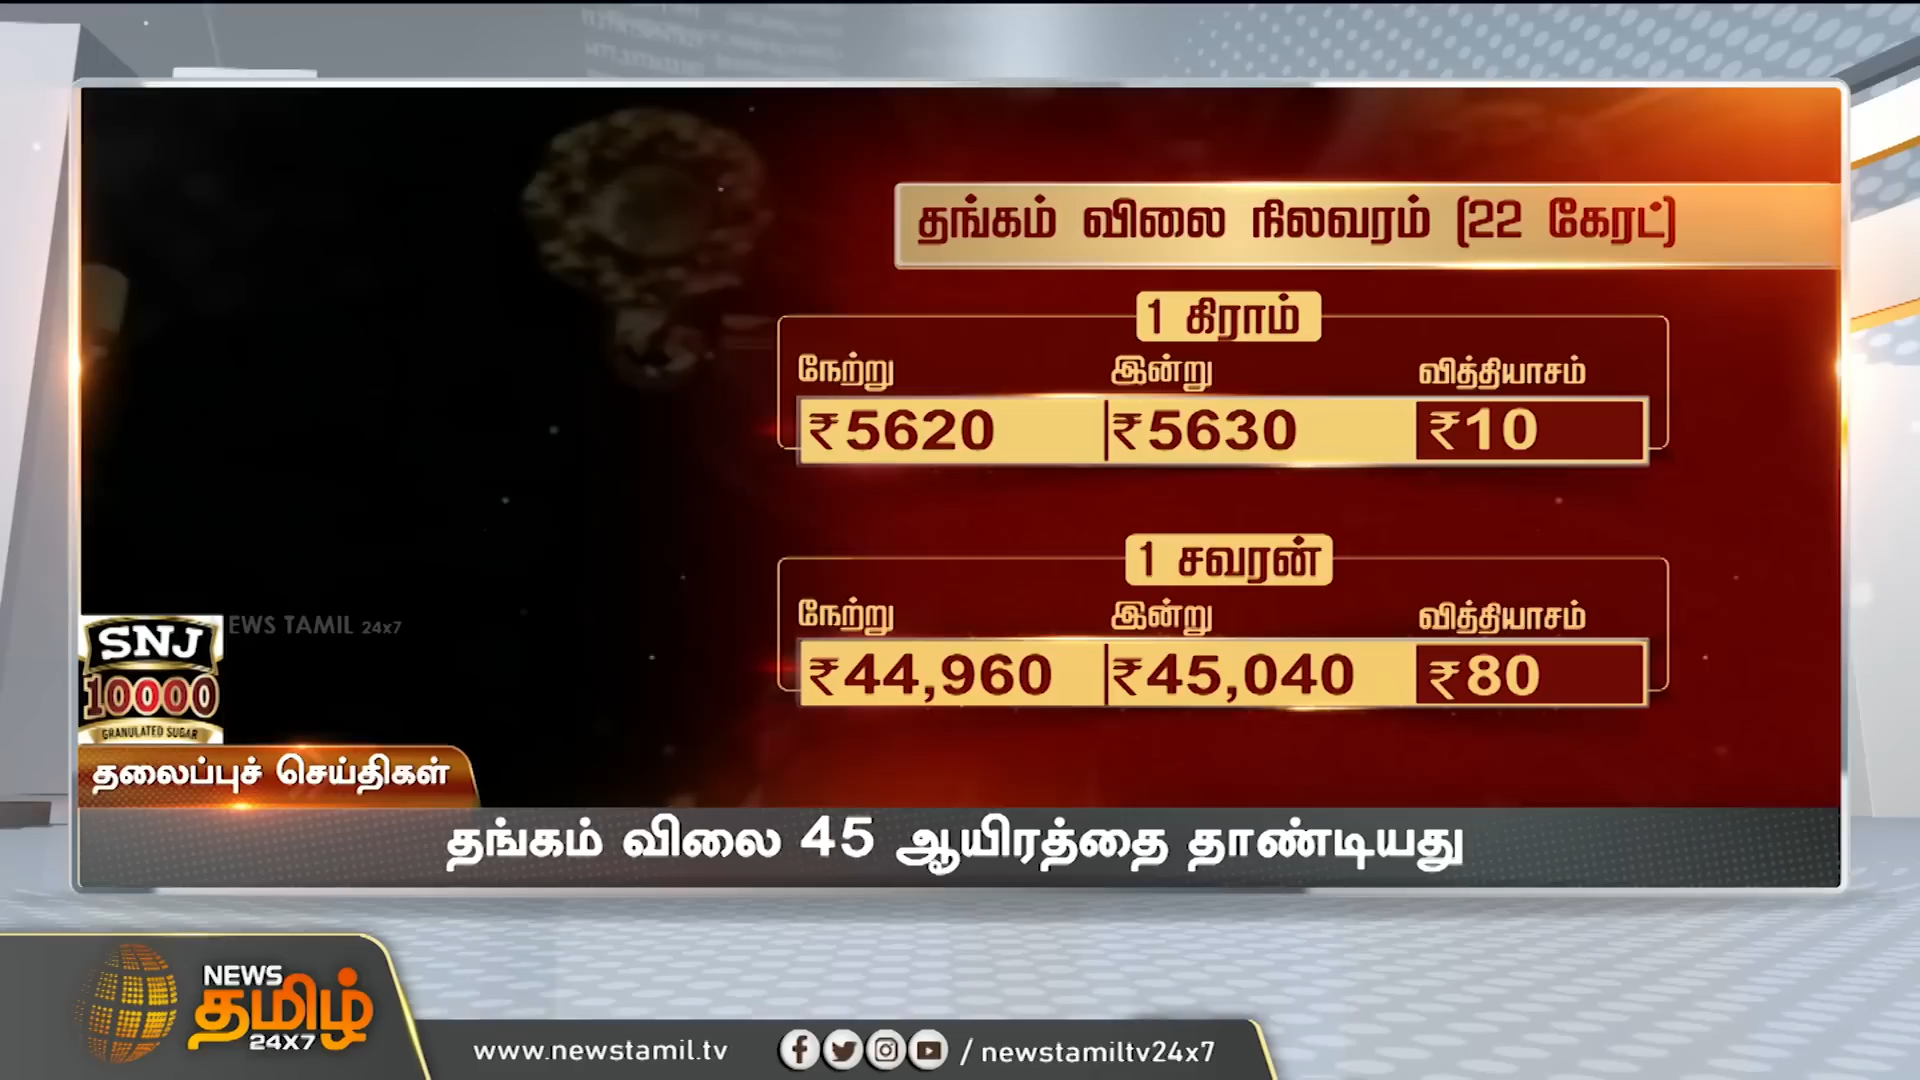 தங்கம் விலை நிலவரம் (22 கேரட்)
1 கிராம்
நேற்று இன்று வித்தியாசம்
₹5620 ₹5630 ₹10
1 சவரன்
நேற்று இன்று வித்தியாசம்
₹44,960 ₹45,040 ₹80
EWS TAMIL 24x7
SNJ
10000
GRANULATED SUGAR
தலைப்புச் செய்திகள்
தங்கம் விலை 45 ஆயிரத்தை தாண்டியது
NEWS
தமிழ்
24X7
www.newstamil.tv / newstamiltv24x7